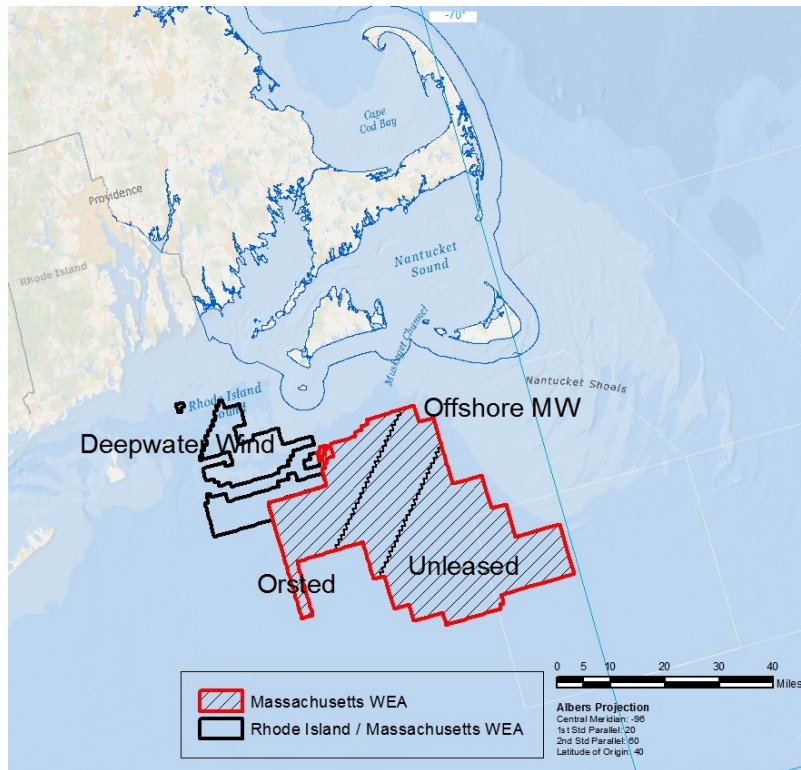 -70°
Cape
Cod Bay
Providence
Rhode Island
Nantucket
Sound
Muskeget Channel
Nantucket Shoals
Rhode Island
Sound
Offshore MW
Deepwater Wind
Orsted
Unleased
Massachusetts WEA
Rhode Island / Massachusetts WEA
0 5 10 20 30 40
Miles
Albers Projection
Central Meridian: -96
1st Std Parallel: 20
2nd Std Parallel: 60
Latitude of Origin: 40